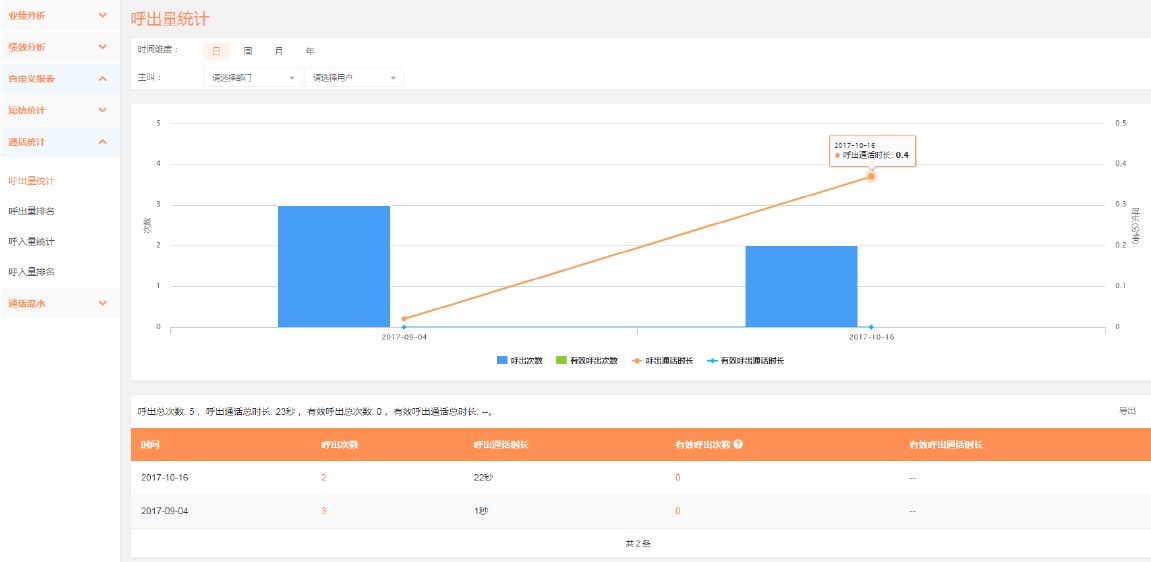 业绩分析
绩效分析
自定义报表
短信统计
通话统计
呼出量统计
呼出量排名
呼入量统计
呼入量排名
通话流水
呼出量统计
时间维度：
日 周 月 年
主叫：
请选择部门 请选择用户
5 0.5
4 0.4
3 0.3
2 0.2
1 0.1
0 0
次数
时长(分钟)
2017-10-16
呼出通话时长: 0.4
2017-09-04 2017-10-16
呼出次数 有效呼出次数 呼出通话时长 有效呼出通话时长
呼出总次数: 5 ，呼出通话总时长: 23秒 ，有效呼出总次数: 0 ，有效呼出通话总时长: --。 导出
时间 呼出次数 呼出通话时长 有效呼出次数 ? 有效呼出通话时长
2017-10-16 2 22秒 0 --
2017-09-04 3 1秒 0 --
共 2 条